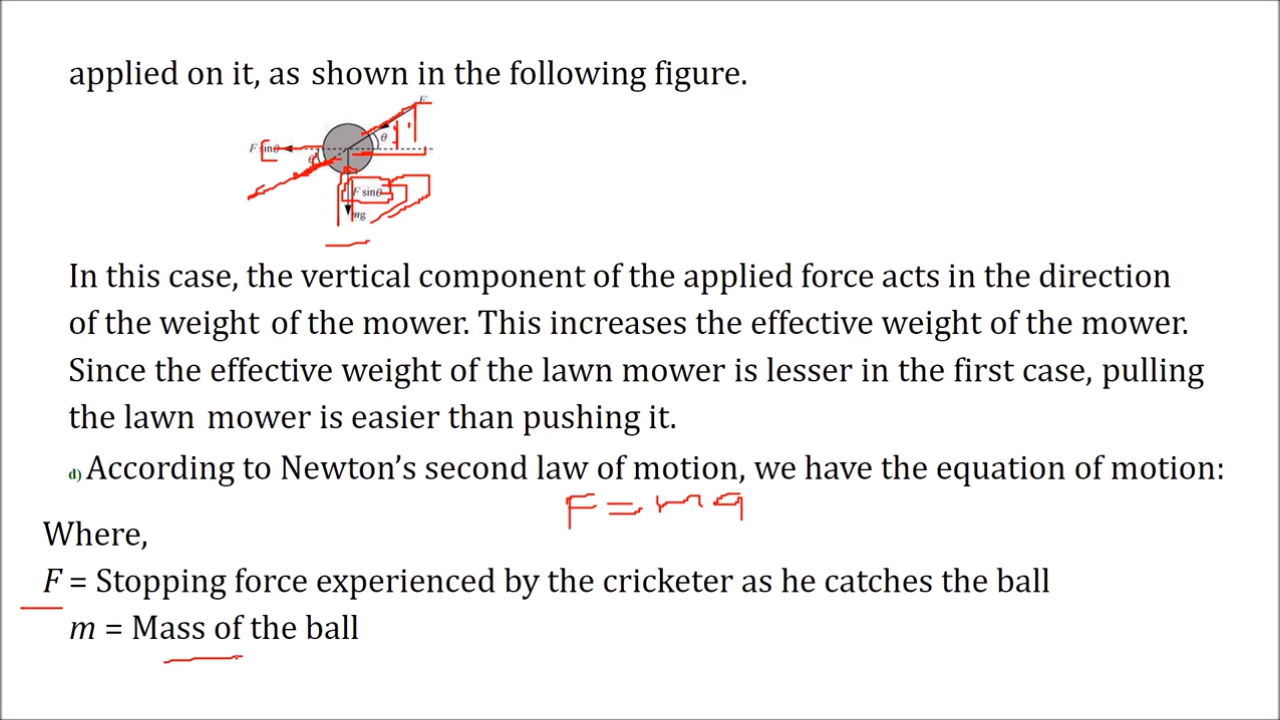 applied on it, as shown in the following figure.
F
θ
F sinθ
θ
F sinθ
mg
In this case, the vertical component of the applied force acts in the direction
of the weight of the mower. This increases the effective weight of the mower.
Since the effective weight of the lawn mower is lesser in the first case, pulling
the lawn mower is easier than pushing it.
d) According to Newton’s second law of motion, we have the equation of motion:
F = ma
Where,
F = Stopping force experienced by the cricketer as he catches the ball
m = Mass of the ball